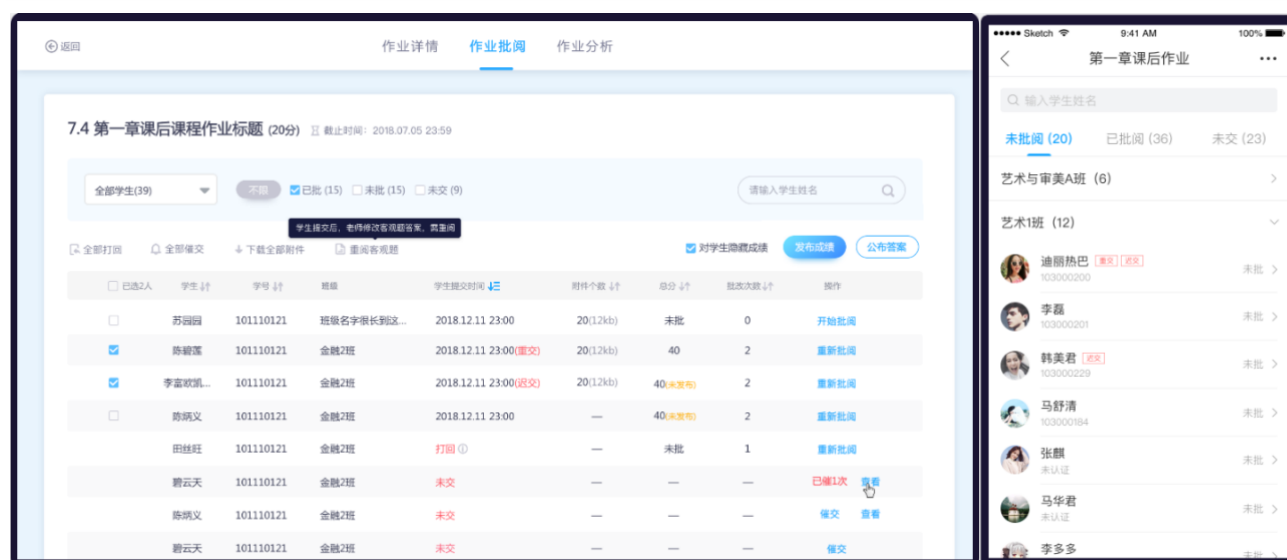 返回
作业详情 作业批阅 作业分析
7.4 第一章课后课程作业标题 (20分) 截止时间: 2018.07.05 23:59
全部学生(39) 已批 (15) 未批 (15) 未交 (9) 请输入学生姓名
学生提交后, 老师修改客观题答案, 需重阅
全部打回 全部催交 下载全部附件 重阅客观题 对学生隐藏成绩 发布成绩 公布答案
已选2人 学生 学号 班级 学生提交时间 附件个数 总分 批改次数 操作
苏园园 101110121 班级名字很长到这... 2018.12.11 23:00 20(12kb) 未批 0 开始批阅
陈碧莲 101110121 金融2班 2018.12.11 23:00(重交) 20(12kb) 40 2 重新批阅
李富欧凯... 101110121 金融2班 2018.12.11 23:00(迟交) 20(12kb) 40(未发布) 2 重新批阅
陈炳义 101110121 金融2班 2018.12.11 23:00 — 40(未发布) 2 重新批阅
田丝旺 101110121 金融2班 打回 — 未批 1 重新批阅
碧云天 101110121 金融2班 未交 — — — 已催1次 查看
陈炳义 101110121 金融2班 未交 — — — 催交 查看
碧云天 101110121 金融2班 未交 — — — 催交
Sketch 9:41 AM 100%
第一章课后作业
输入学生姓名
未批阅 (20) 已批阅 (36) 未交 (23)
艺术与审美A班 (6)
艺术1班 (12)
迪丽热巴 重交 迟交
103000200 未批
李磊
103000201 未批
韩美君 迟交
103000229 未批
马舒清
103000184 未批
张麒
未认证 未批
马华君
未认证 未批
李多多
未批